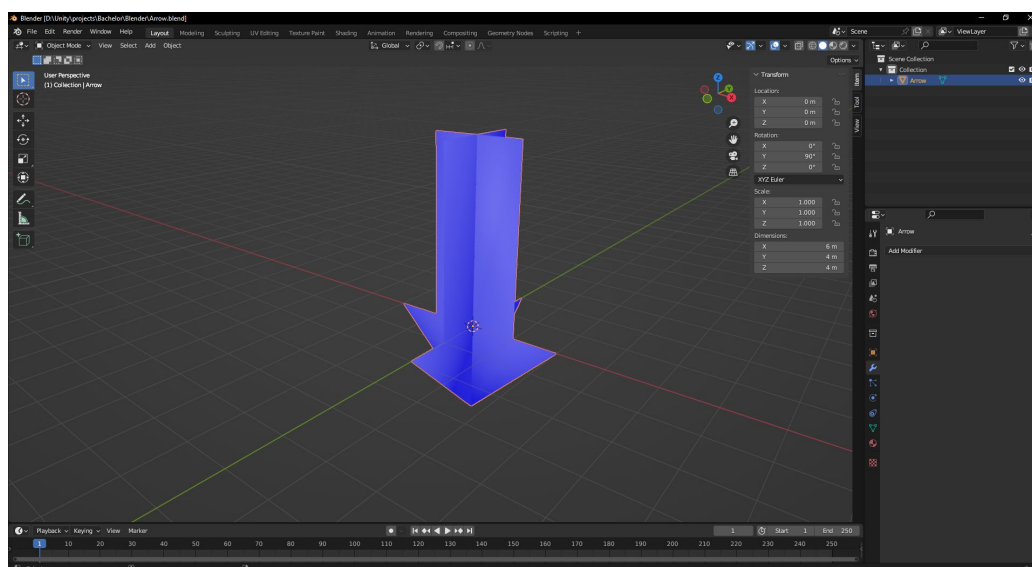 Blender [D:\Unity\projects\Bachelor\Blender\Arrow.blend]
File Edit Render Window Help Layout Modeling Sculpting UV Editing Texture Paint Shading Animation Rendering Compositing Geometry Nodes Scripting + Scene ViewLayer
Object Mode View Select Add Object Global
Options
User Perspective
(1) Collection | Arrow
Transform
Location:
X 0 m
Y 0 m
Z 0 m
Rotation:
X 0°
Y 90°
Z 0°
XYZ Euler
Scale:
X 1.000
Y 1.000
Z 1.000
Dimensions:
X 6 m
Y 4 m
Z 4 m
Item
Tool
View
Z
Y
X
Scene Collection
Collection
Arrow
Arrow
Add Modifier
Playback Keying View Marker 1 Start 1 End 250
1 10 20 30 40 50 60 70 80 90 100 110 120 130 140 150 160 170 180 190 200 210 220 230 240 250